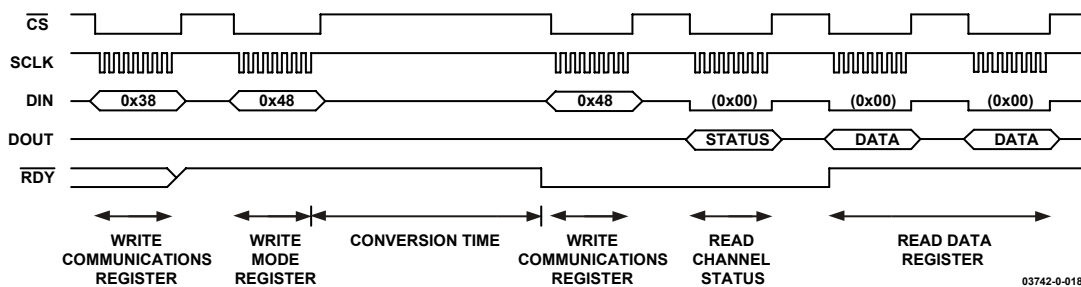 CS
SCLK
DIN 0x38 0x48 0x48 (0x00) (0x00) (0x00)
DOUT STATUS DATA DATA
RDY
WRITE COMMUNICATIONS REGISTER
WRITE MODE REGISTER
CONVERSION TIME
WRITE COMMUNICATIONS REGISTER
READ CHANNEL STATUS
READ DATA REGISTER
03742-0-018